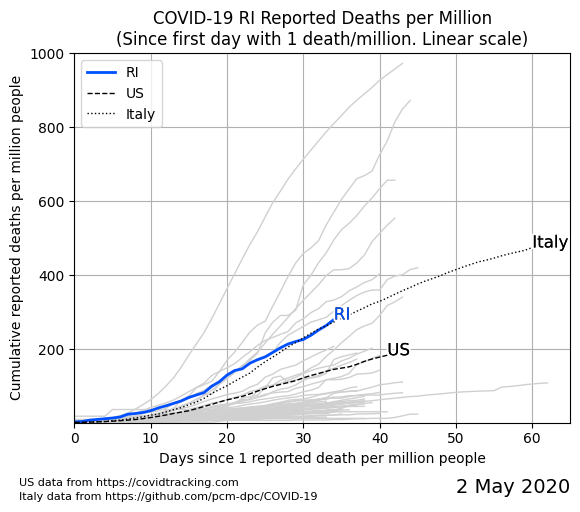 COVID-19 RI Reported Deaths per Million
(Since first day with 1 death/million. Linear scale)
Cumulative reported deaths per million people
1000
800
600
400
200
RI
US
Italy
Italy
RI
US
0
10
20
30
40
50
60
Days since 1 reported death per million people
US data from https://covidtracking.com
Italy data from https://github.com/pcm-dpc/COVID-19
2 May 2020